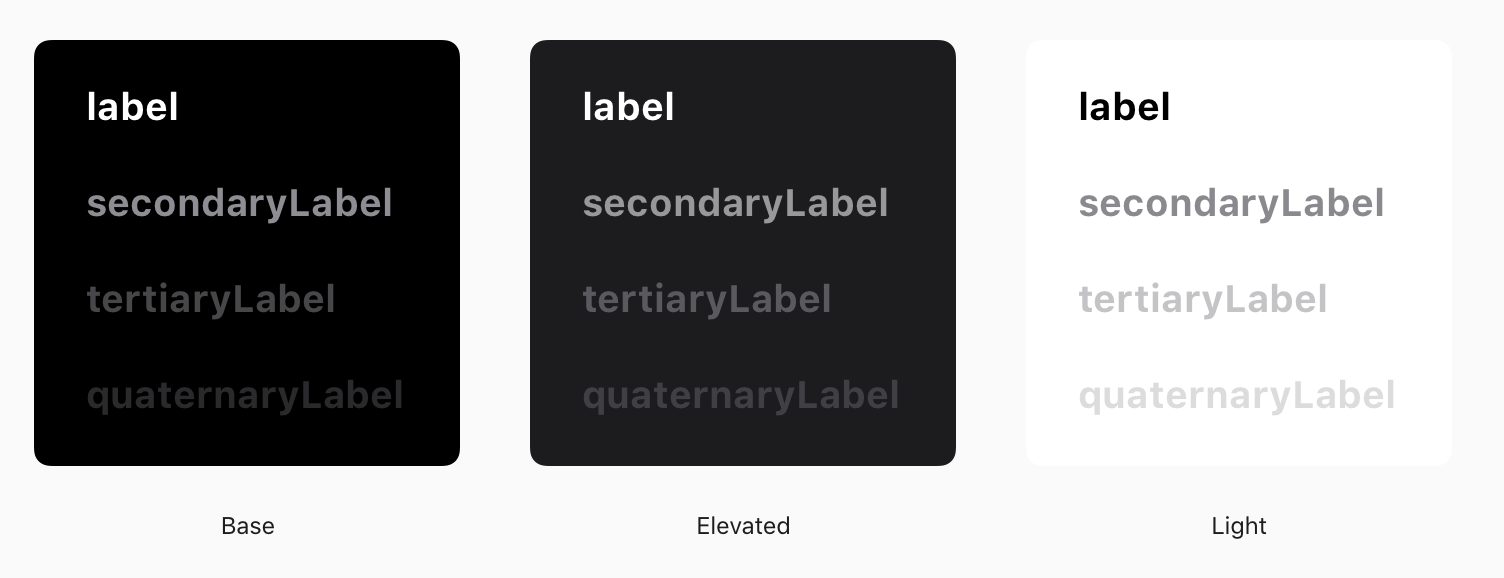 label
secondaryLabel
tertiaryLabel
quaternaryLabel
Base
label
secondaryLabel
tertiaryLabel
quaternaryLabel
Elevated
label
secondaryLabel
tertiaryLabel
quaternaryLabel
Light